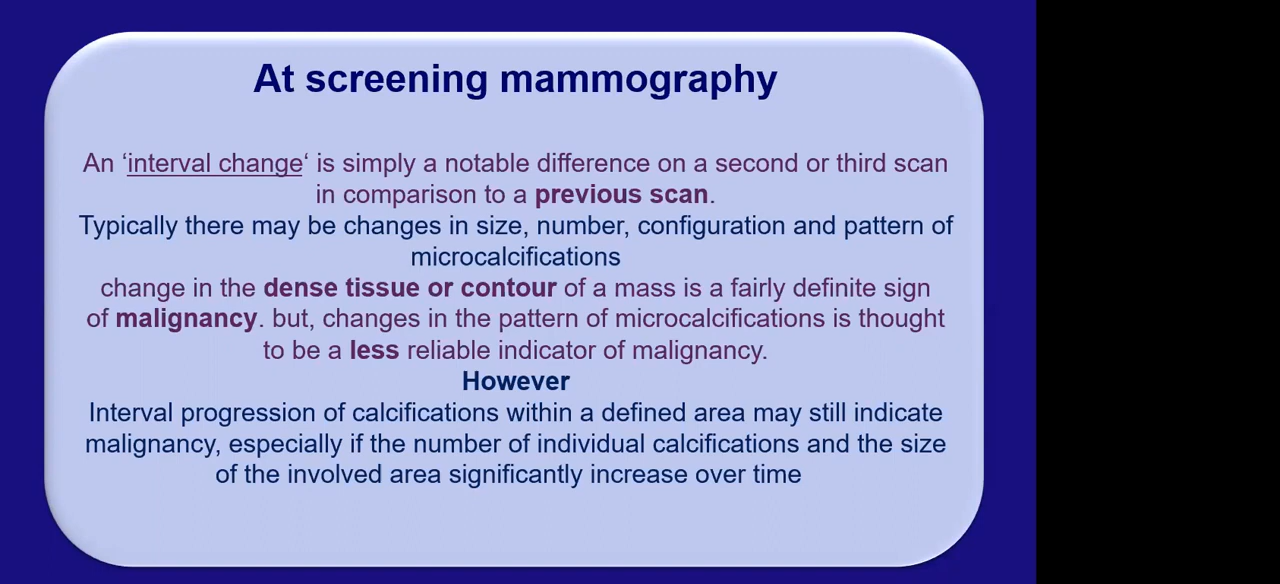 At screening mammography
An ‘interval change‘ is simply a notable difference on a second or third scan
in comparison to a previous scan.
Typically there may be changes in size, number, configuration and pattern of
microcalcifications
change in the dense tissue or contour of a mass is a fairly definite sign
of malignancy. but, changes in the pattern of microcalcifications is thought
to be a less reliable indicator of malignancy.
However
Interval progression of calcifications within a defined area may still indicate
malignancy, especially if the number of individual calcifications and the size
of the involved area significantly increase over time